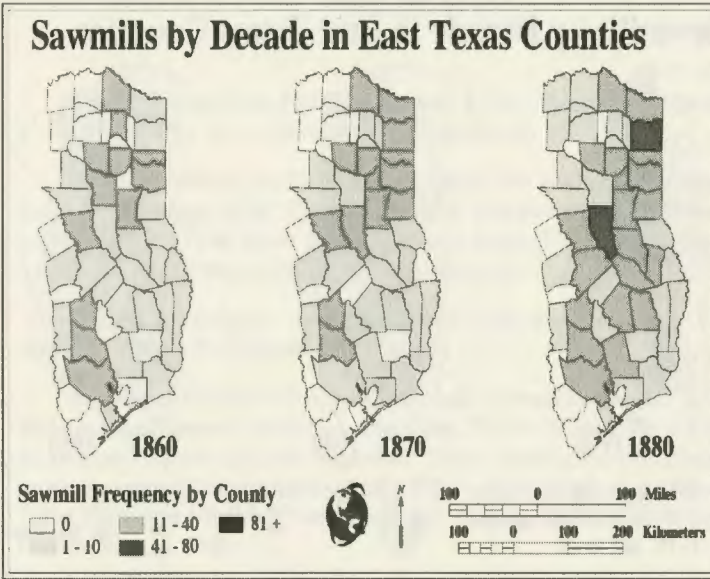 Sawmills by Decade in East Texas Counties
1860
1870
1880
Sawmill Frequency by County
0
11 - 40
81 +
1 - 10
41 - 80
N
100 0 100 Miles
100 0 100 200 Kilometers